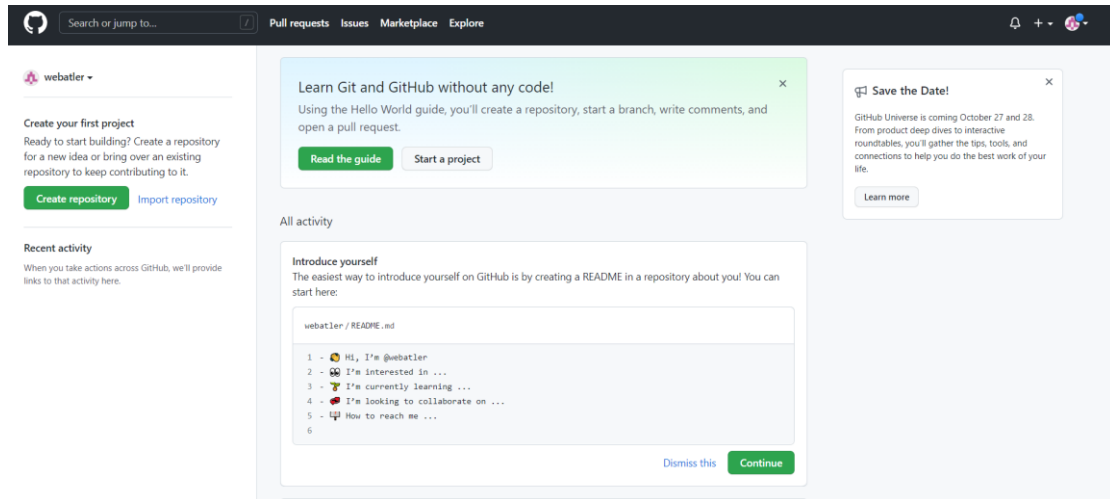 Search or jump to... /
Pull requests Issues Marketplace Explore
webatler
Create your first project
Ready to start building? Create a repository
for a new idea or bring over an existing
repository to keep contributing to it.
Create repository Import repository
Recent activity
When you take actions across GitHub, we'll provide
links to that activity here.
Learn Git and GitHub without any code!
Using the Hello World guide, you'll create a repository, start a branch, write comments, and
open a pull request.
Read the guide Start a project
All activity
Introduce yourself
The easiest way to introduce yourself on GitHub is by creating a README in a repository about you! You can
start here:
webatler / README.md
1 - 👋 Hi, I'm @webatler
2 - 👀 I'm interested in ...
3 - 🌱 I'm currently learning ...
4 - 💞️ I'm looking to collaborate on ...
5 - 📫 How to reach me ...
6
Dismiss this Continue
Save the Date!
GitHub Universe is coming October 27 and 28.
From product deep dives to interactive
roundtables, you'll gather the tips, tools, and
connections to help you do the best work of your
life.
Learn more